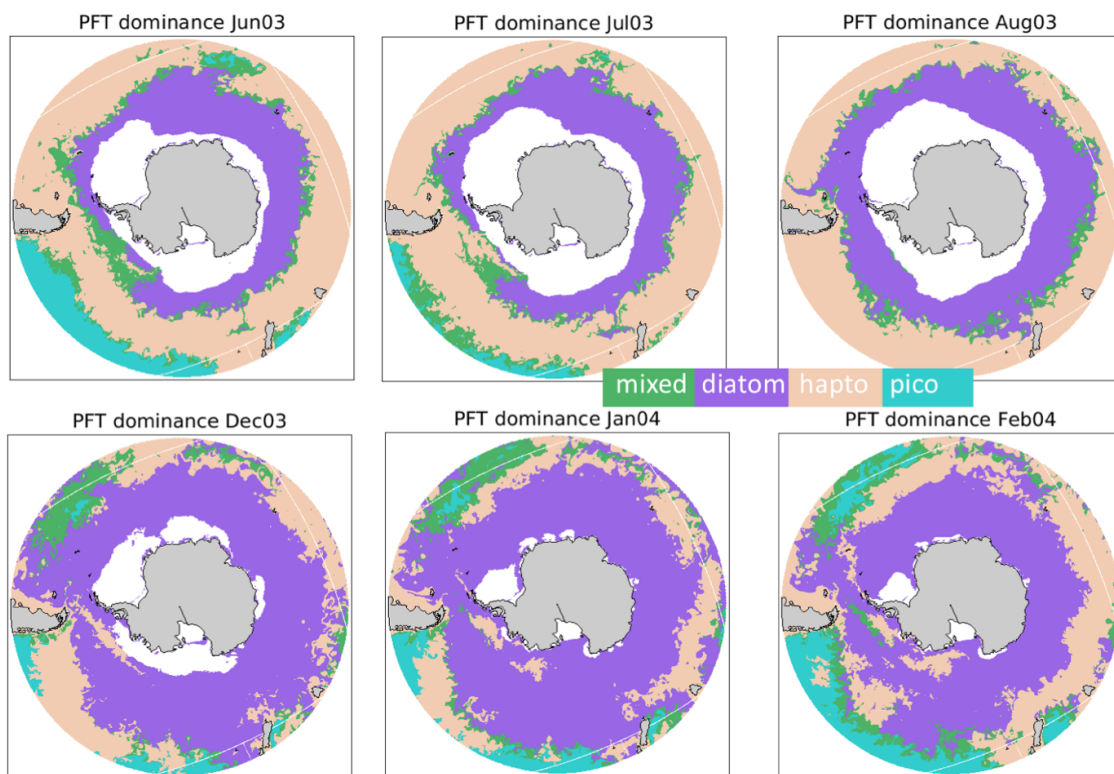 PFT dominance Jun03
PFT dominance Jul03
PFT dominance Aug03
mixed diatom hapto pico
PFT dominance Dec03
PFT dominance Jan04
PFT dominance Feb04